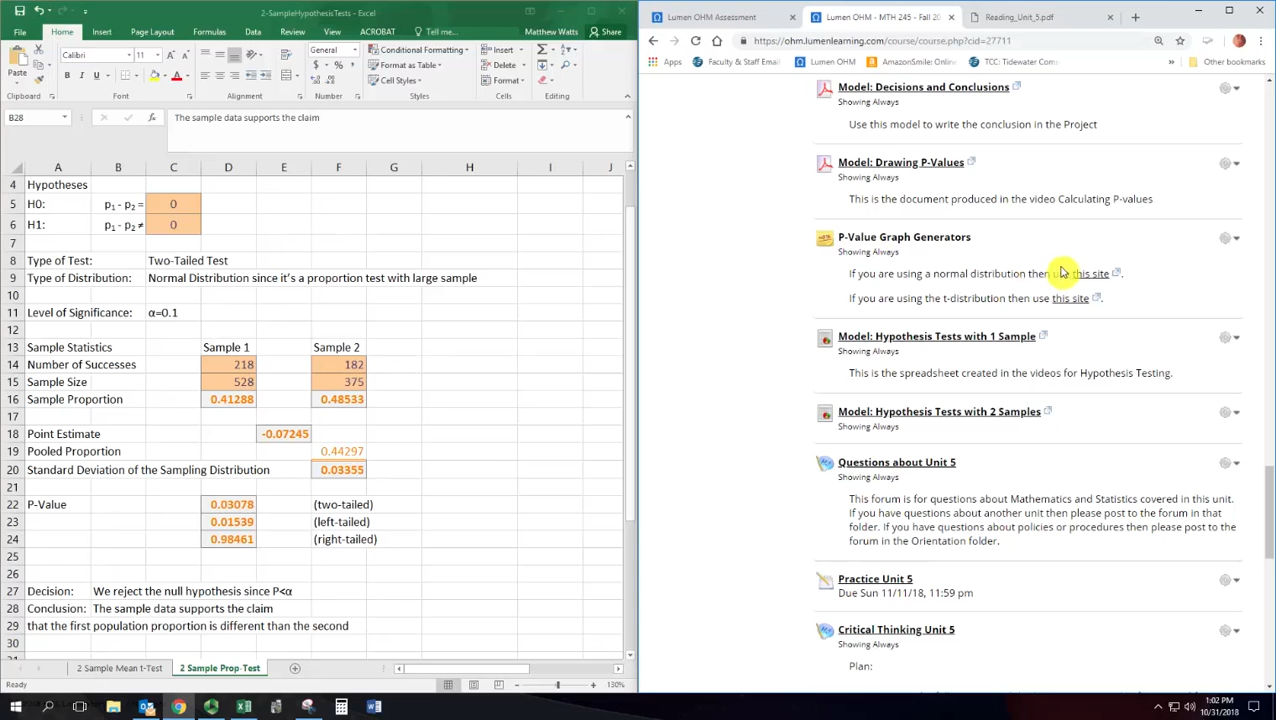 2-SampleHypothesisTests - Excel
Matthew Watts
Share
File
Home
Insert
Page Layout
Formulas
Data
Review
View
ACROBAT
Tell me...
Paste
Calibri
11
General
Conditional Formatting
Format as Table
Cell Styles
Insert
Delete
Format
Clipboard
Font
Alignment
Number
Styles
Cells
Editing
B28
The sample data supports the claim
A B C D E F G H I J
4 Hypotheses
5 H0: p₁ - p₂ = 0
6 H1: p₁ - p₂ ≠ 0
7
8 Type of Test: Two-Tailed Test
9 Type of Distribution: Normal Distribution since it's a proportion test with large sample
10
11 Level of Significance: α=0.1
12
13 Sample Statistics Sample 1 Sample 2
14 Number of Successes 218 182
15 Sample Size 528 375
16 Sample Proportion 0.41288 0.48533
17
18 Point Estimate -0.07245
19 Pooled Proportion 0.44297
20 Standard Deviation of the Sampling Distribution 0.03355
21
22 P-Value 0.03078 (two-tailed)
23 0.01539 (left-tailed)
24 0.98461 (right-tailed)
25
26
27 Decision: We reject the null hypothesis since P<α
28 Conclusion: The sample data supports the claim
29 that the first population proportion is different than the second
30
2 Sample Mean t-Test
2 Sample Prop-Test
Ready
130%
Lumen OHM Assessment
Lumen OHM - MTH 245 - Fall 20
Reading_Unit_5.pdf
https://ohm.lumenlearning.com/course/course.php?cid=27711
Apps
Faculty & Staff Email
Lumen OHM
AmazonSmile: Onlin
TCC: Tidewater Com
Other bookmarks
Model: Decisions and Conclusions
Showing Always
Use this model to write the conclusion in the Project
Model: Drawing P-Values
Showing Always
This is the document produced in the video Calculating P-values
P-Value Graph Generators
Showing Always
If you are using a normal distribution then use this site.
If you are using the t-distribution then use this site.
Model: Hypothesis Tests with 1 Sample
Showing Always
This is the spreadsheet created in the videos for Hypothesis Testing.
Model: Hypothesis Tests with 2 Samples
Showing Always
Questions about Unit 5
Showing Always
This forum is for questions about Mathematics and Statistics covered in this unit.
If you have questions about another unit then please post to the forum in that
folder. If you have questions about policies or procedures then please post to the
forum in the Orientation folder.
Practice Unit 5
Due Sun 11/11/18, 11:59 pm
Critical Thinking Unit 5
Showing Always
Plan:
1:02 PM
10/31/2018